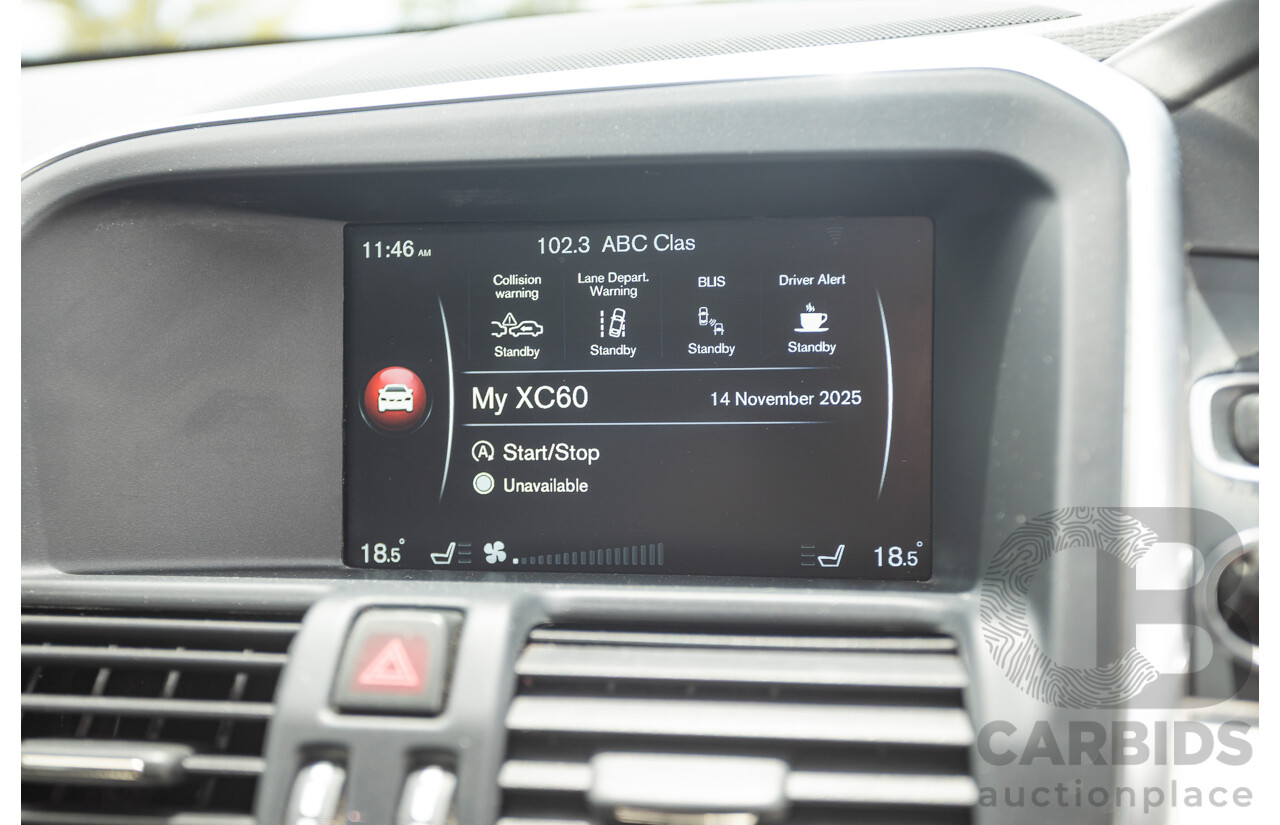 11:46 AM 102.3 ABC Clas
Collision warning
Lane Depart. Warning
BLIS
Driver Alert
Standby Standby Standby Standby
My XC60 14 November 2025
A Start/Stop
Unavailable
18.5° 18.5°
CARBIDS
auctionplace